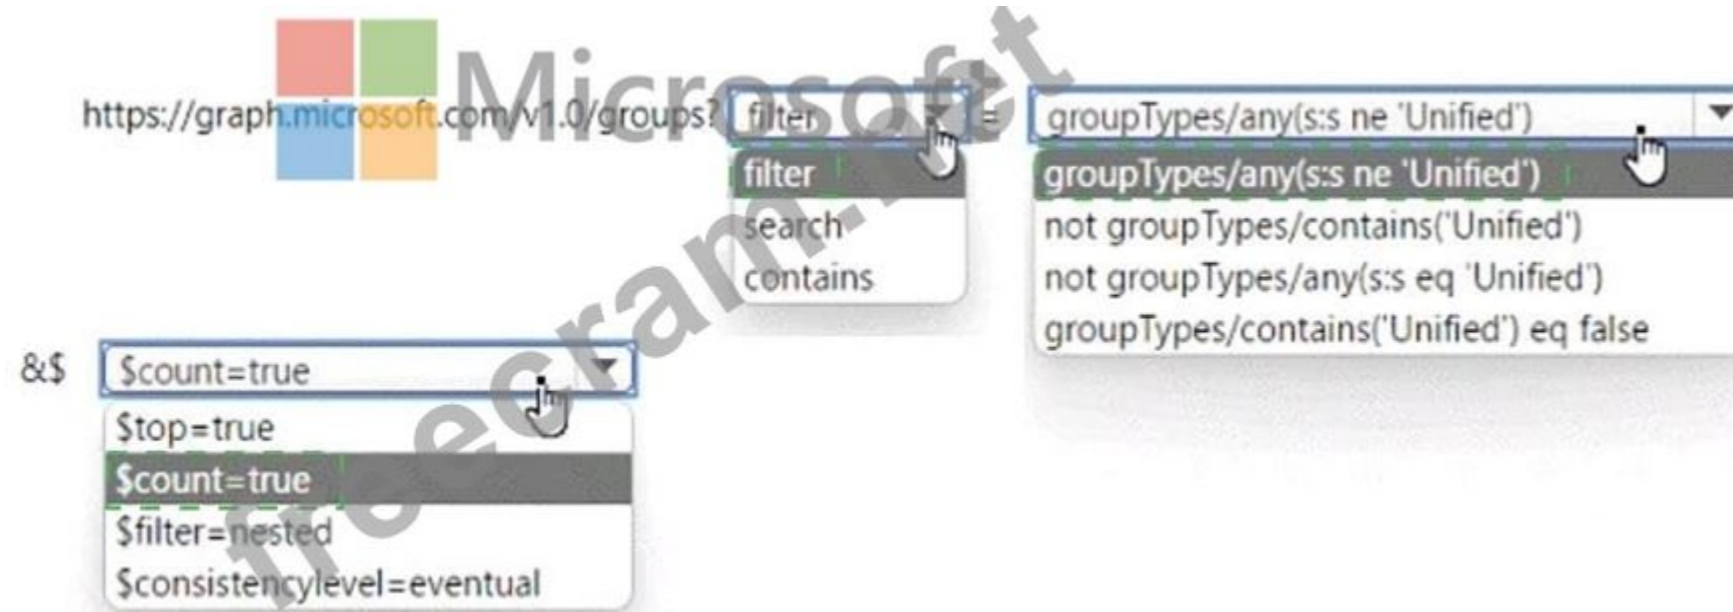 Microsoft
https://graph.microsoft.com/v1.0/groups? filter = groupTypes/any(s:s ne 'Unified')
filter
search
contains
groupTypes/any(s:s ne 'Unified')
not groupTypes/contains('Unified')
not groupTypes/any(s:s eq 'Unified')
groupTypes/contains('Unified') eq false
&$ $count=true
$top=true
$count=true
$filter=nested
$consistencylevel=eventual
freecram.net